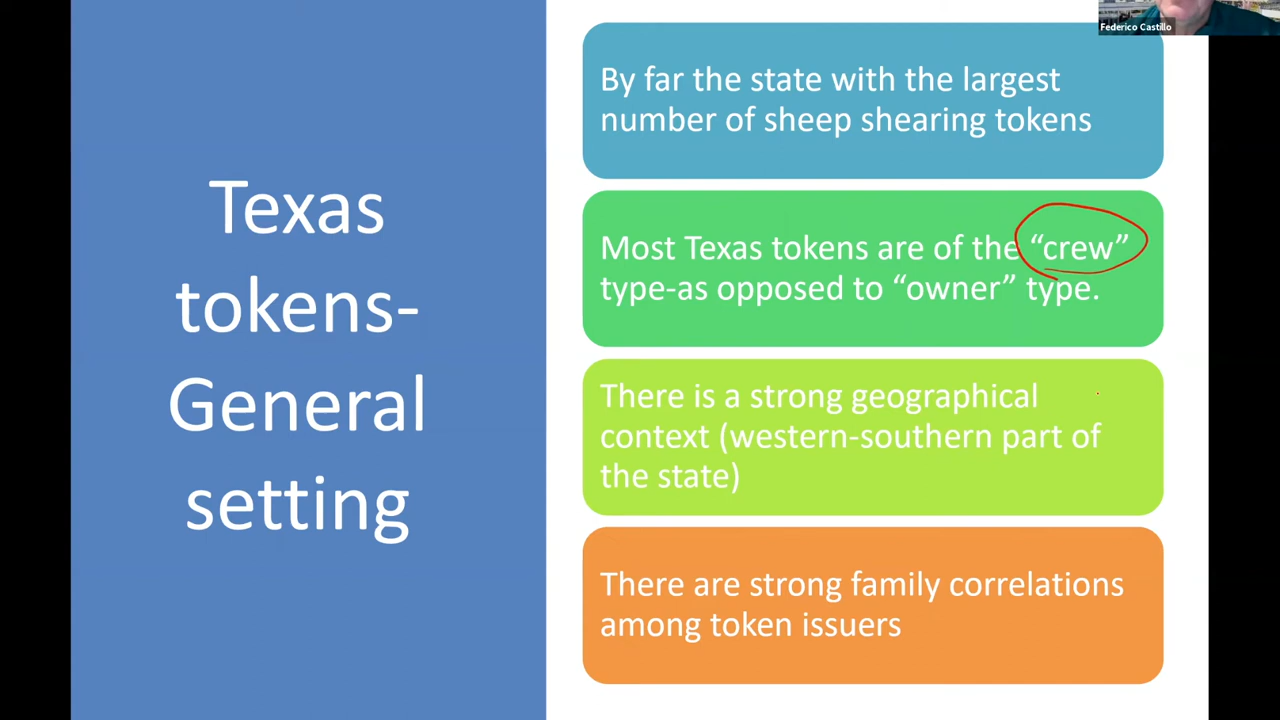 Federico Castillo
Texas
tokens-
General
setting
By far the state with the largest
number of sheep shearing tokens
Most Texas tokens are of the “crew”
type-as opposed to “owner” type.
There is a strong geographical
context (western-southern part of
the state)
There are strong family correlations
among token issuers